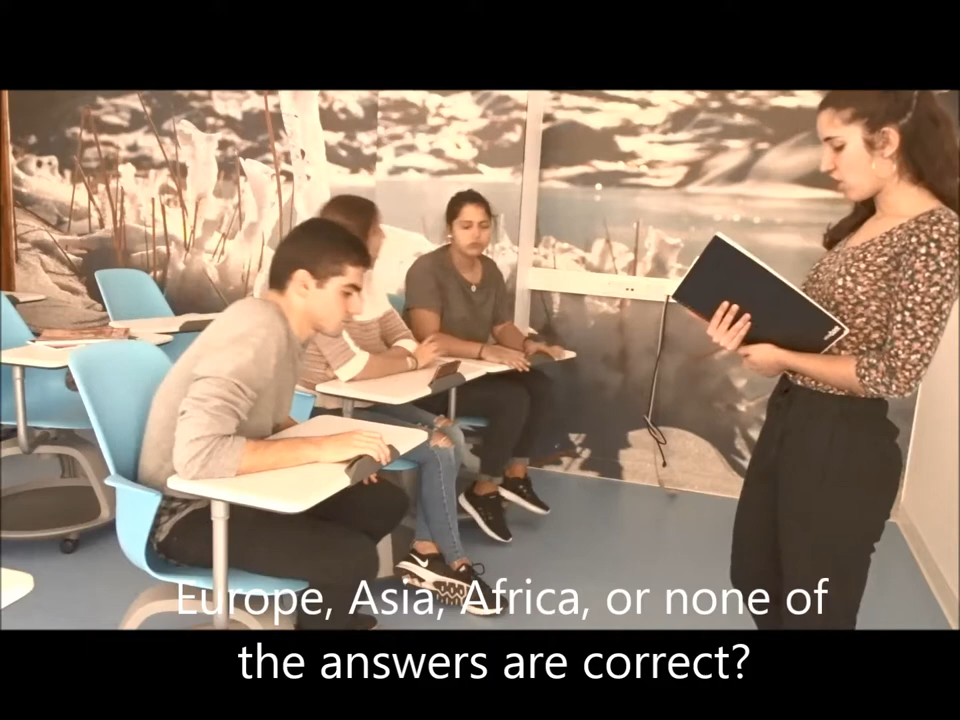 Europe, Asia, Africa, or none of
the answers are correct?